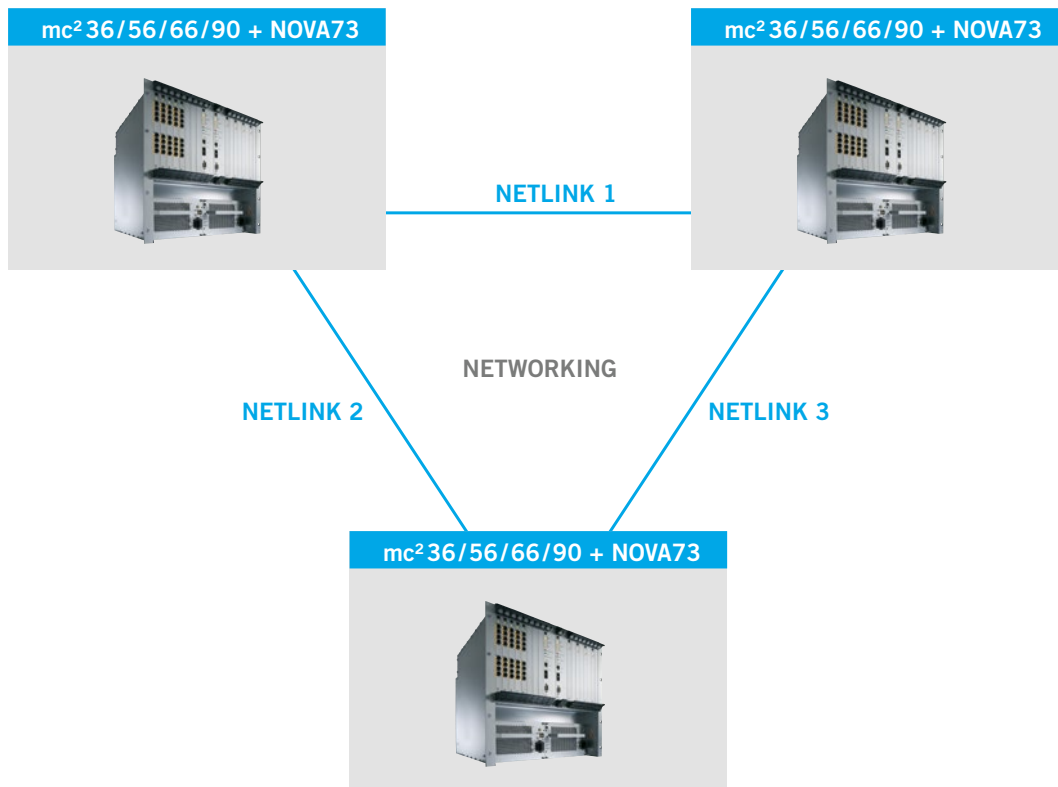 mc² 36/56/66/90 + NOVA73
mc² 36/56/66/90 + NOVA73
NETLINK 1
NETWORKING
NETLINK 2
NETLINK 3
mc² 36/56/66/90 + NOVA73